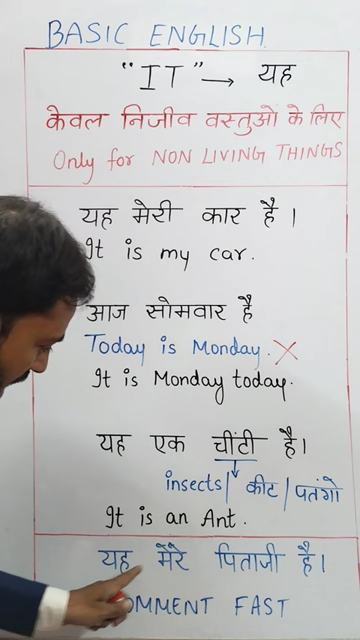 BASIC ENGLISH
“IT” → यह
केवल निजीव वस्तुओ के लिए
Only for NON LIVING THINGS
यह मेरी कार है ।
It is my car.
आज सोमवार है
Today is Monday. X
It is Monday today.
यह एक चींटी है।
insects / कीट / पतंगो
It is an Ant.
यह मेरे पिताजी है।
COMMENT FAST